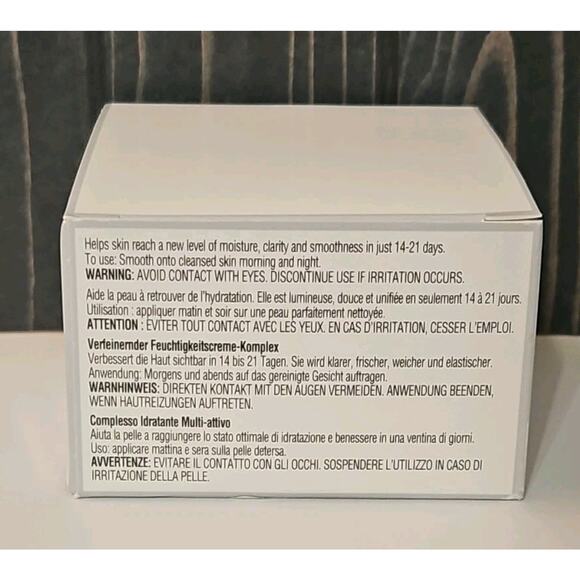 Helps skin reach a new level of moisture, clarity and smoothness in just 14-21 days.
To use: Smooth onto cleansed skin morning and night.
WARNING: AVOID CONTACT WITH EYES. DISCONTINUE USE IF IRRITATION OCCURS.
Aide la peau à retrouver de l'hydratation. Elle est lumineuse, douce et unifiée en seulement 14 à 21 jours.
Utilisation : appliquer matin et soir sur une peau parfaitement nettoyée.
ATTENTION : EVITER TOUT CONTACT AVEC LES YEUX. EN CAS D'IRRITATION, CESSER L'EMPLOI.
Verfeinernder Feuchtigkeitscreme-Komplex
Verbessert die Haut sichtbar in 14 bis 21 Tagen. Sie wird klarer, frischer, weicher und elastischer.
Anwendung: Morgens und abends auf das gereinigte Gesicht auftragen.
WARNHINWEIS: DIREKTEN KONTAKT MIT DEN AUGEN VERMEIDEN. ANWENDUNG BEENDEN,
WENN HAUTREIZUNGEN AUFTRETEN.
Complesso Idratante Multi-attivo
Aiuta la pelle a raggiungere lo stato ottimale di idratazione e benessere in una ventina di giorni.
Uso: applicare mattina e sera sulla pelle detersa.
AVVERTENZE: EVITARE IL CONTATTO CON GLI OCCHI. SOSPENDERE L'UTILIZZO IN CASO DI
IRRITAZIONE DELLA PELLE.